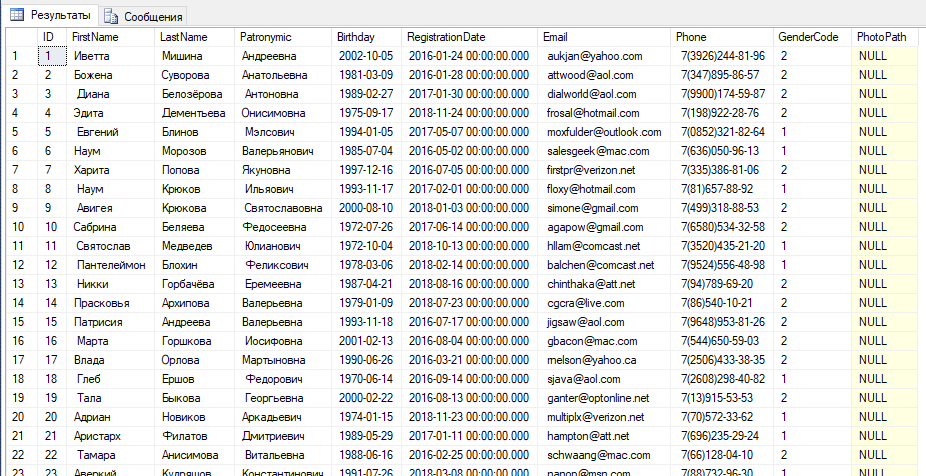 Результаты Сообщения
ID FirstName LastName Patronymic Birthday RegistrationDate Email Phone GenderCode PhotoPath
1 1 Иветта Мишина Андреевна 2002-10-05 2016-01-24 00:00:00.000 aukjan@yahoo.com 7(3926)244-81-96 2 NULL
2 2 Божена Суворова Анатольевна 1981-03-09 2016-01-28 00:00:00.000 attwood@aol.com 7(347)895-86-57 2 NULL
3 3 Диана Белозёрова Антоновна 1989-02-27 2017-01-30 00:00:00.000 dialworld@aol.com 7(9900)174-59-87 2 NULL
4 4 Эдита Дементьева Онисимовна 1975-09-17 2018-11-24 00:00:00.000 frosal@hotmail.com 7(198)922-28-76 2 NULL
5 5 Евгений Блинов Мэлсович 1994-01-05 2017-05-07 00:00:00.000 moxfulder@outlook.com 7(0852)321-82-64 1 NULL
6 6 Наум Морозов Валерьянович 1985-07-04 2016-05-02 00:00:00.000 salesgeek@mac.com 7(636)050-96-13 1 NULL
7 7 Харита Попова Якуновна 1997-12-16 2016-07-05 00:00:00.000 firstpr@verizon.net 7(335)386-81-06 2 NULL
8 8 Наум Крюков Ильяович 1993-11-17 2017-02-01 00:00:00.000 floxy@hotmail.com 7(81)657-88-92 1 NULL
9 9 Авигея Крюкова Святославовна 2000-08-10 2018-01-03 00:00:00.000 simone@gmail.com 7(499)318-88-53 2 NULL
10 10 Сабрина Беляева Федосеевна 1972-07-26 2017-06-14 00:00:00.000 agapow@gmail.com 7(6580)534-32-58 2 NULL
11 11 Святослав Медведев Юлианович 1972-10-04 2018-10-13 00:00:00.000 hllam@comcast.net 7(3520)435-21-20 1 NULL
12 12 Пантелеймон Блохин Феликсович 1978-03-06 2018-02-14 00:00:00.000 balchen@comcast.net 7(9524)556-48-98 1 NULL
13 13 Никки Горбачёва Еремеевна 1987-04-21 2018-08-16 00:00:00.000 chinthaka@att.net 7(94)789-69-20 2 NULL
14 14 Прасковья Архипова Валерьевна 1979-01-09 2018-07-23 00:00:00.000 cgcra@live.com 7(86)540-10-21 2 NULL
15 15 Патрисия Андреева Валерьевна 1993-11-18 2016-07-17 00:00:00.000 jigsaw@aol.com 7(9648)953-81-26 2 NULL
16 16 Марта Горшкова Иосифовна 2001-02-13 2016-08-04 00:00:00.000 gbacon@mac.com 7(544)650-59-03 2 NULL
17 17 Влада Орлова Мартыновна 1990-06-26 2016-03-21 00:00:00.000 rnelson@yahoo.ca 7(2506)433-38-35 2 NULL
18 18 Глеб Ершов Федорович 1970-06-14 2016-09-14 00:00:00.000 sjava@aol.com 7(2608)298-40-82 1 NULL
19 19 Тала Быкова Георгьевна 2000-02-22 2016-08-13 00:00:00.000 ganter@optonline.net 7(13)915-53-53 2 NULL
20 20 Адриан Новиков Аркадьевич 1974-01-15 2018-11-23 00:00:00.000 multiplx@verizon.net 7(70)572-33-62 1 NULL
21 21 Аристарх Филатов Дмитриевич 1989-05-29 2017-01-11 00:00:00.000 hampton@att.net 7(696)235-29-24 1 NULL
22 22 Тамара Анисимова Витальевна 1988-06-16 2016-02-25 00:00:00.000 schwaang@mac.com 7(66)128-04-10 2 NULL
23 23 Аверкий Кудряшов Константинович 1991-07-26 2018-03-08 00:00:00.000 papop@msn.com 7(88)732-96-30 1 NULL